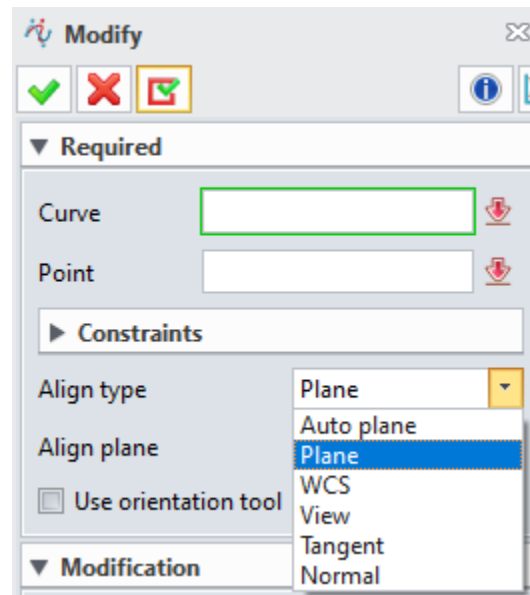 Modify
Required
Curve
Point
Constraints
Align type
Plane
Auto plane
Align plane
Plane
WCS
Use orientation tool
View
Tangent
Modification
Normal